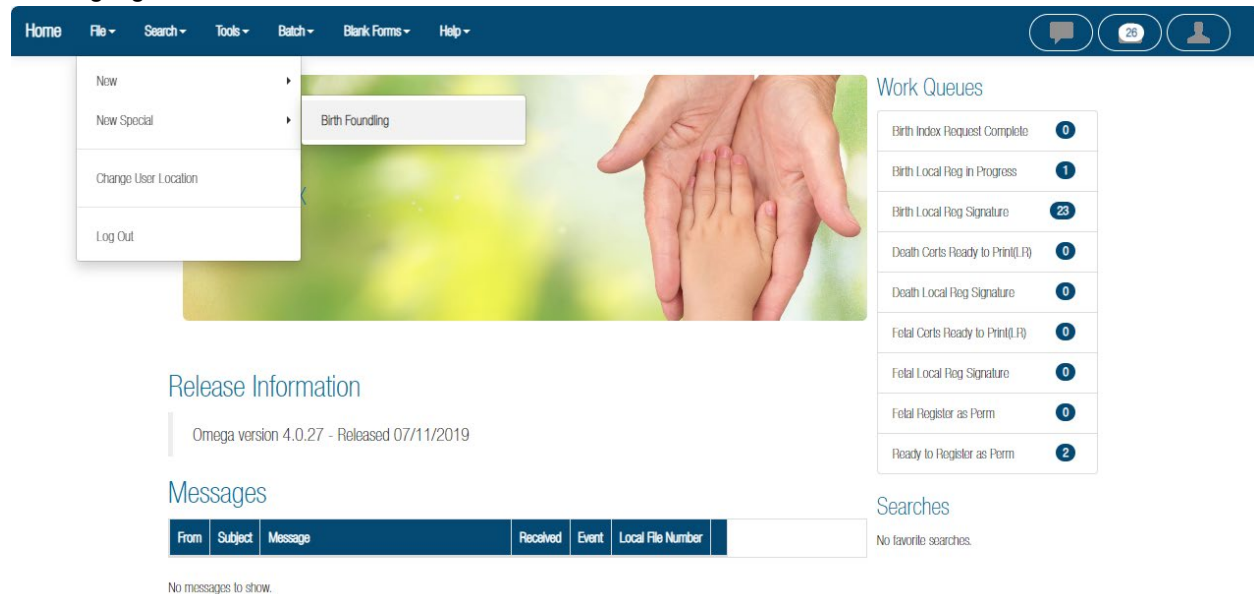 Home File Search Tools Batch Blank Forms Help 26
New
New Special
Birth Foundling
Change User Location
Log Out
Work Queues
Birth Index Request Complete 0
Birth Local Reg in Progress 1
Birth Local Reg Signature 23
Death Certs Ready to Print(LR) 0
Death Local Reg Signature 0
Fetal Certs Ready to Print(LR) 0
Fetal Local Reg Signature 0
Fetal Register as Perm 0
Ready to Register as Perm 2
Searches
No favorite searches.
Release Information
Omega version 4.0.27 - Released 07/11/2019
Messages
From Subject Message Received Event Local File Number
No messages to show.